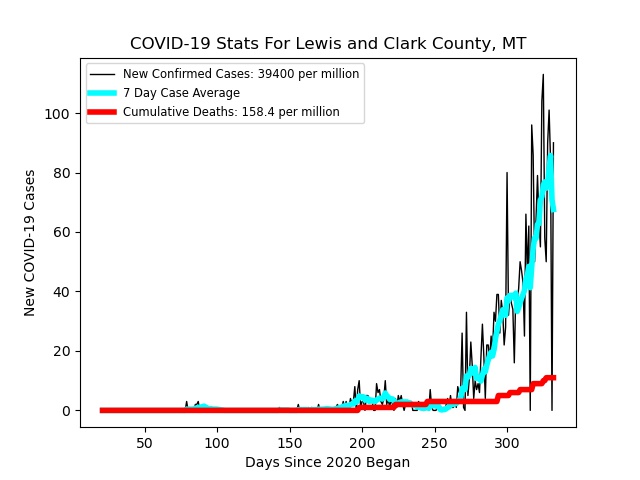 COVID-19 Stats For Lewis and Clark County, MT
New Confirmed Cases: 39400 per million
7 Day Case Average
Cumulative Deaths: 158.4 per million
New COVID-19 Cases
100
80
60
40
20
0
50 100 150 200 250 300
Days Since 2020 Began